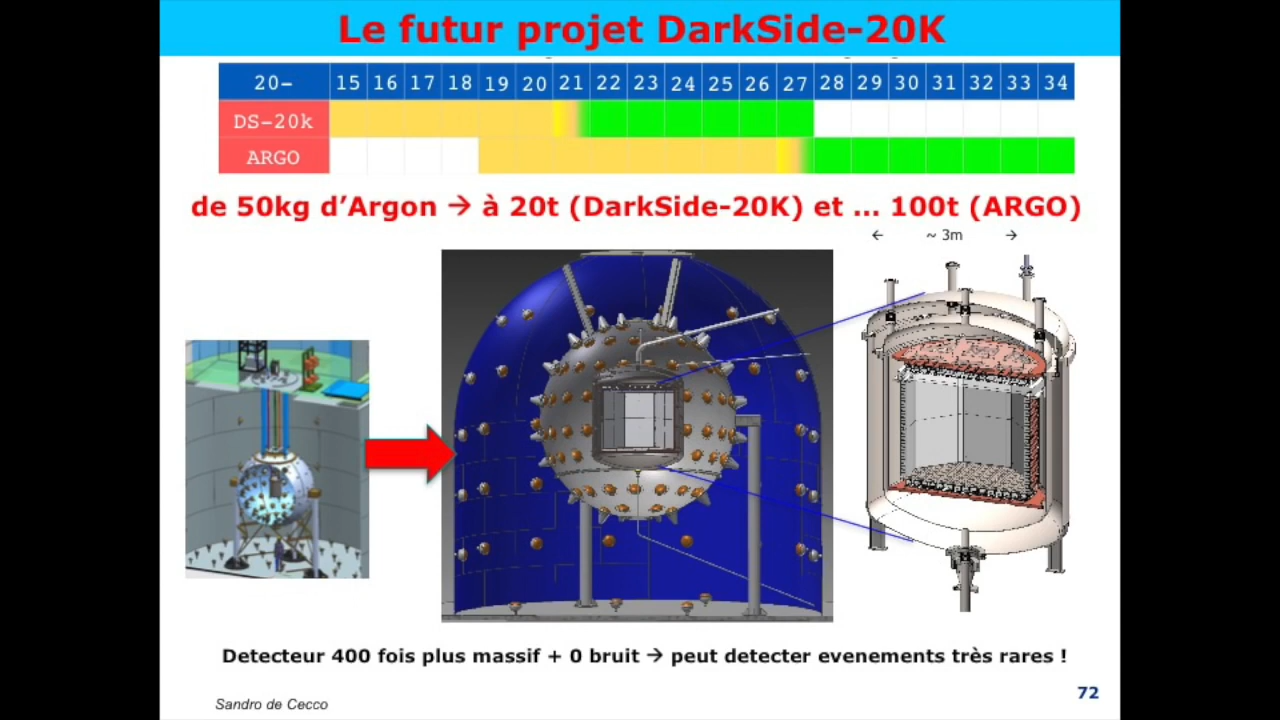 Le futur projet DarkSide-20K
20- 15 16 17 18 19 20 21 22 23 24 25 26 27 28 29 30 31 32 33 34
DS-20k
ARGO
de 50kg d’Argon → à 20t (DarkSide-20K) et ... 100t (ARGO)
← ~ 3m →
Detecteur 400 fois plus massif + 0 bruit → peut detecter evenements très rares !
72
Sandro de Cecco